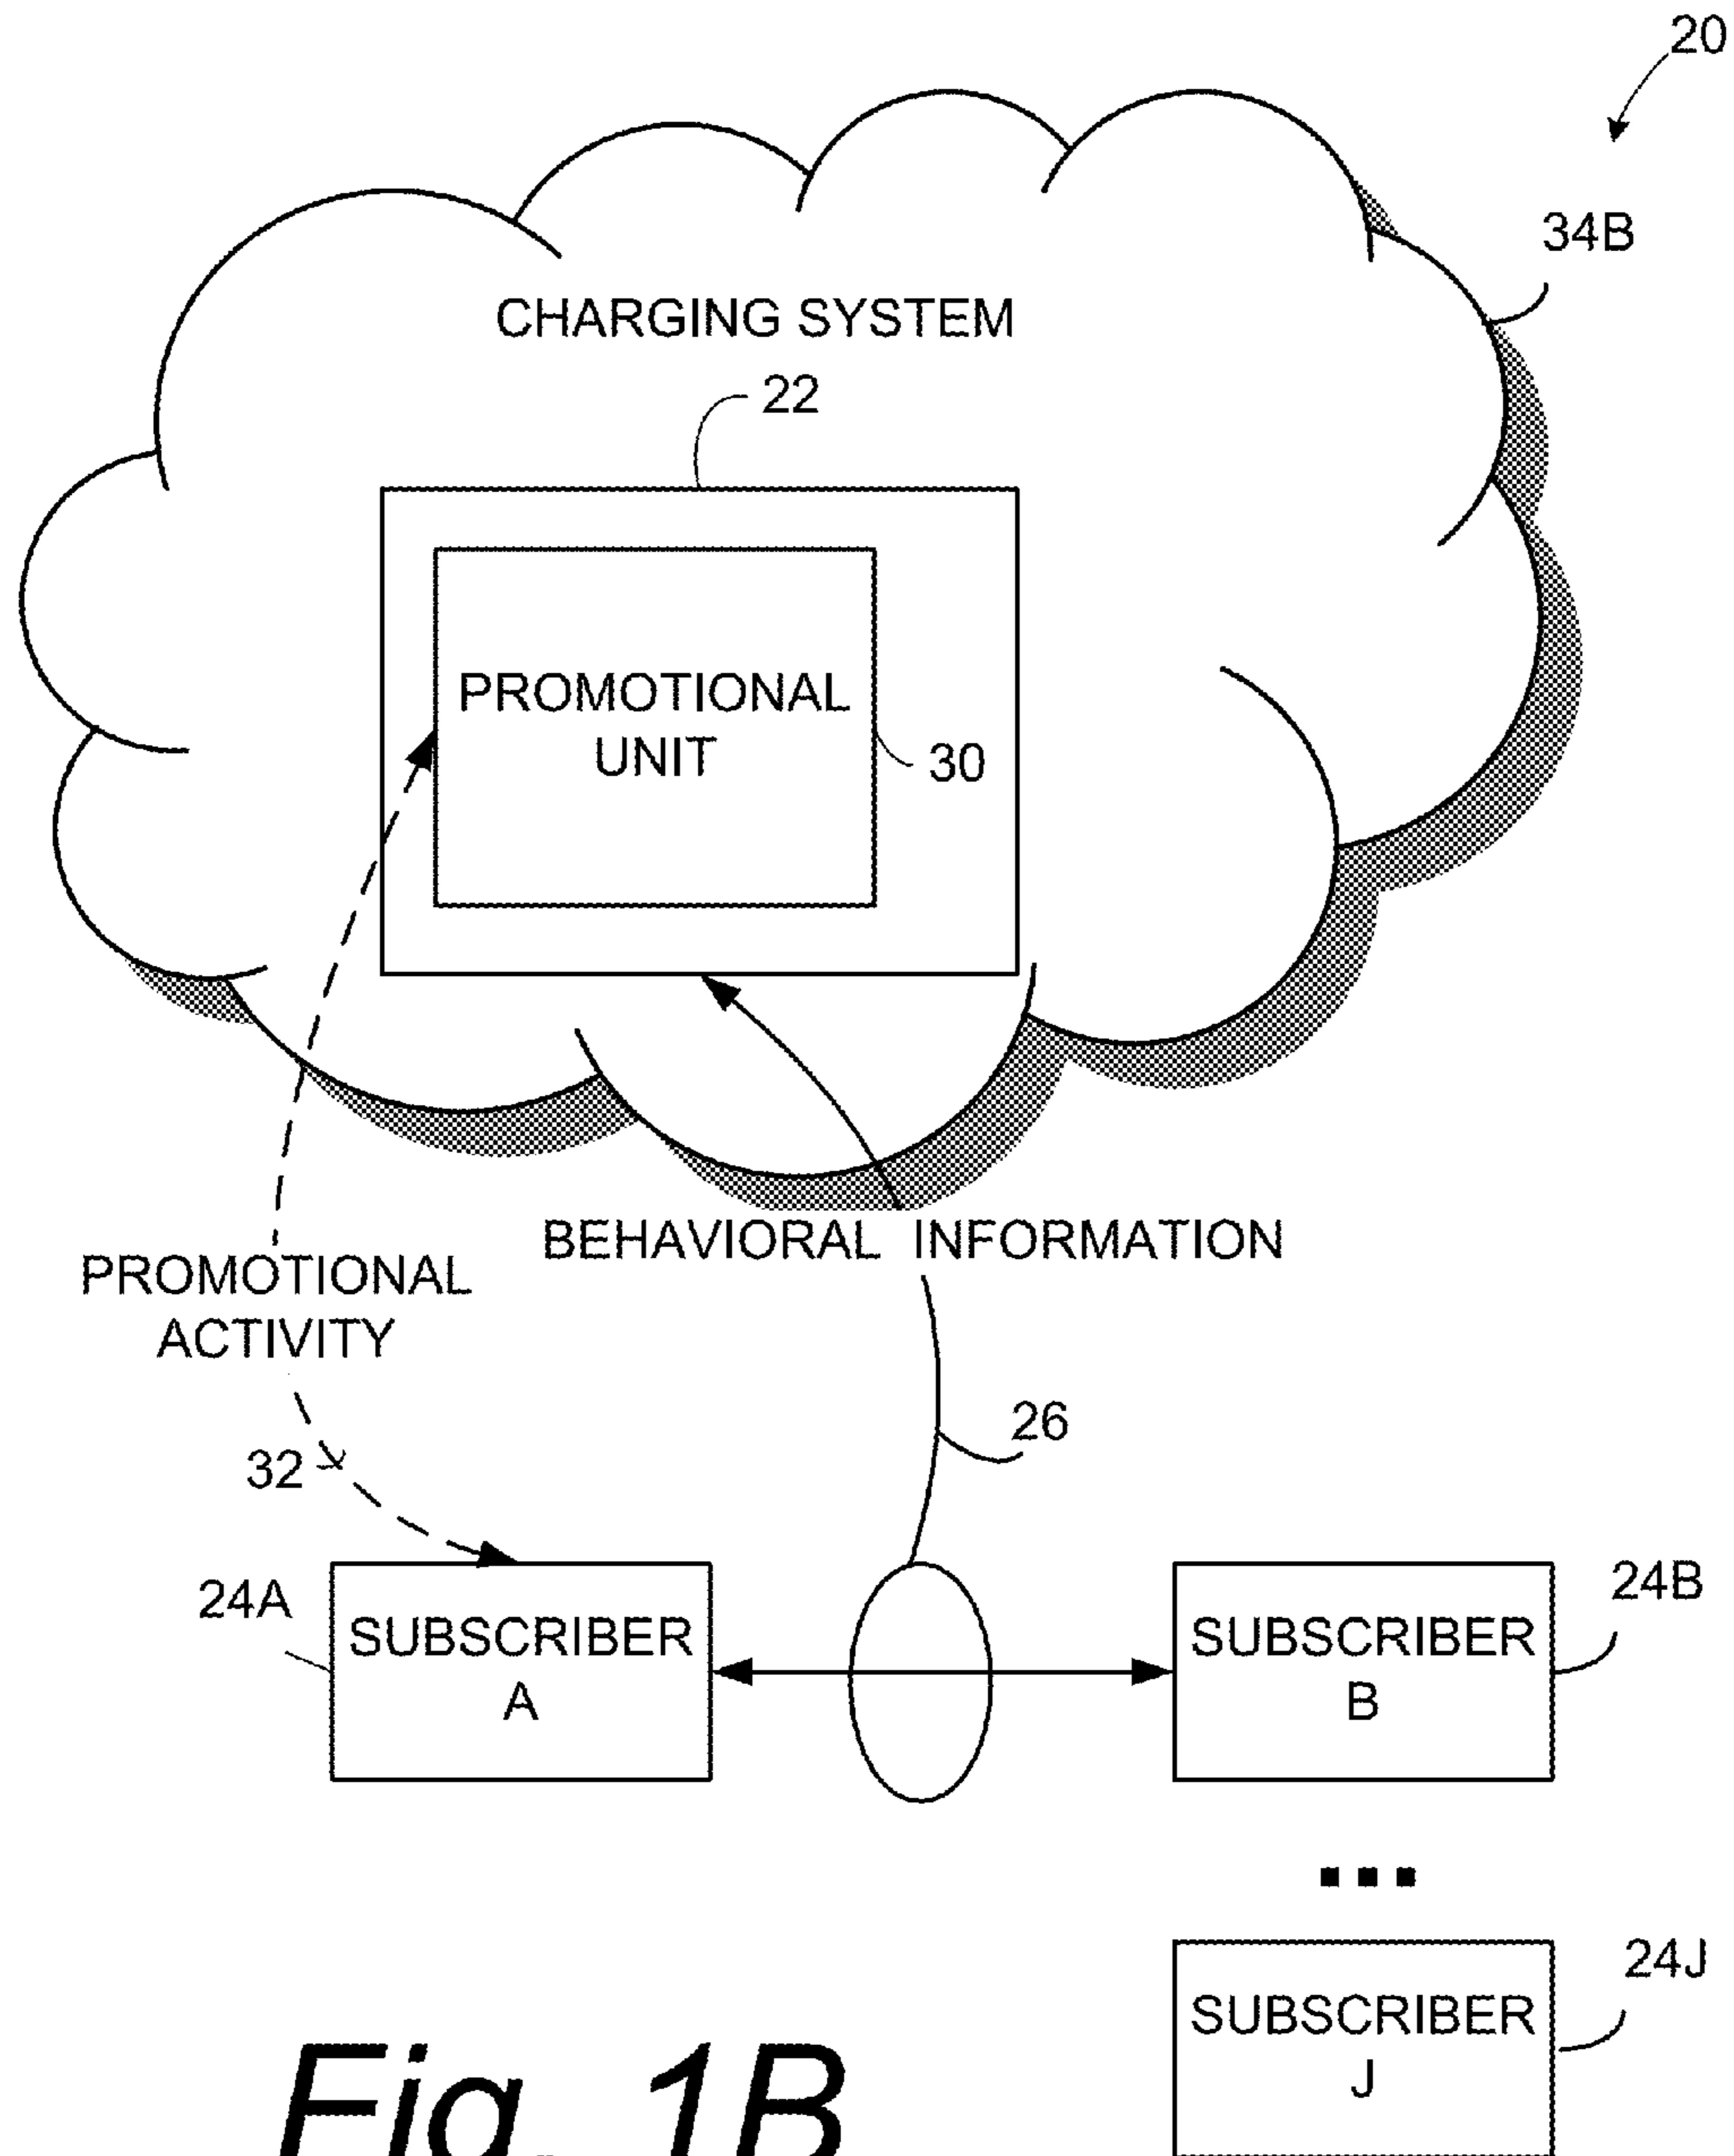 20
34B
CHARGING SYSTEM
22
PROMOTIONAL
UNIT
30
BEHAVIORAL INFORMATION
PROMOTIONAL
ACTIVITY
26
32
24A
SUBSCRIBER
A
24B
SUBSCRIBER
B
...
24J
SUBSCRIBER
J
Fig. 1B